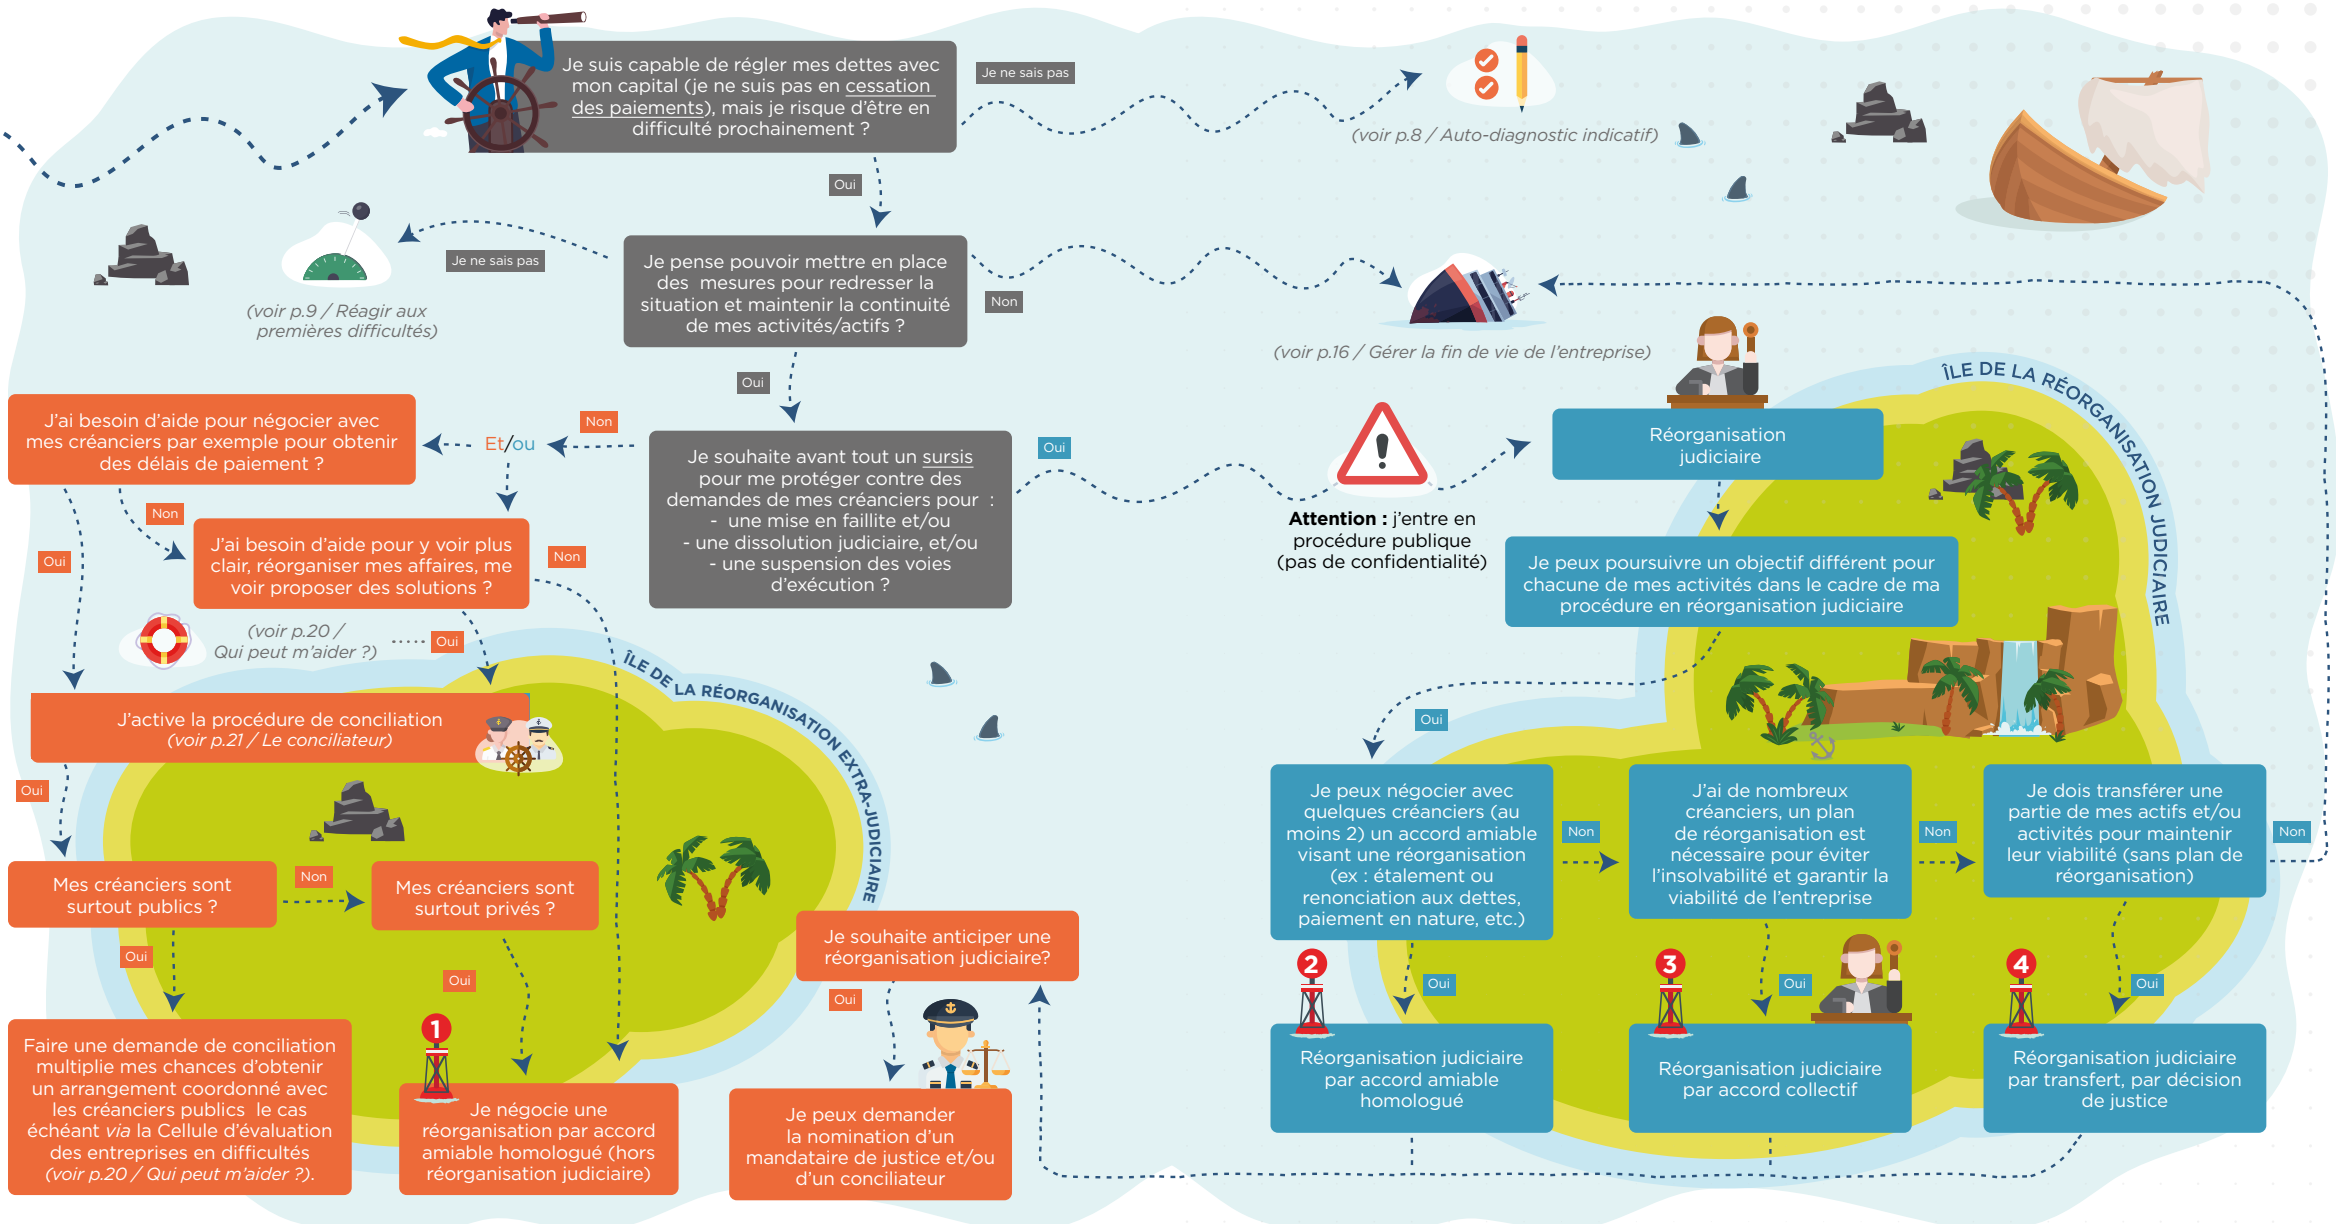 Je suis capable de régler mes dettes avec
mon capital (je ne suis pas en cessation
des paiements), mais je risque d'être en
difficulté prochainement ?
Je ne sais pas
(voir p.8 / Auto-diagnostic indicatif)
Oui
Je ne sais pas
(voir p.9 / Réagir aux
premières difficultés)
Je pense pouvoir mettre en place
des mesures pour redresser la
situation et maintenir la continuité
de mes activités/actifs ?
Non
(voir p.16 / Gérer la fin de vie de l'entreprise)
Oui
J'ai besoin d'aide pour négocier avec
mes créanciers par exemple pour obtenir
des délais de paiement ?
Et/ou
Non
Je souhaite avant tout un sursis
pour me protéger contre des
demandes de mes créanciers pour :
- une mise en faillite et/ou
- une dissolution judiciaire, et/ou
- une suspension des voies
d'exécution ?
Oui
Attention : j'entre en
procédure publique
(pas de confidentialité)
Réorganisation
judiciaire
ÎLE DE LA RÉORGANISATION JUDICIAIRE
Non
Oui
J'ai besoin d'aide pour y voir plus
clair, réorganiser mes affaires, me
voir proposer des solutions ?
Non
Je peux poursuivre un objectif différent pour
chacune de mes activités dans le cadre de ma
procédure en réorganisation judiciaire
(voir p.20 /
Qui peut m'aider ?)
Oui
ÎLE DE LA RÉORGANISATION EXTRA-JUDICIAIRE
J'active la procédure de conciliation
(voir p.21 / Le conciliateur)
Oui
Oui
Mes créanciers sont
surtout publics ?
Non
Mes créanciers sont
surtout privés ?
Je peux négocier avec
quelques créanciers (au
moins 2) un accord amiable
visant une réorganisation
(ex : étalement ou
renonciation aux dettes,
paiement en nature, etc.)
Non
J'ai de nombreux
créanciers, un plan
de réorganisation est
nécessaire pour éviter
l'insolvabilité et garantir la
viabilité de l'entreprise
Non
Je dois transférer une
partie de mes actifs et/ou
activités pour maintenir
leur viabilité (sans plan de
réorganisation)
Non
Oui
Oui
Je souhaite anticiper une
réorganisation judiciaire?
Oui
2
Oui
3
Oui
4
Oui
Faire une demande de conciliation
multiplie mes chances d'obtenir
un arrangement coordonné avec
les créanciers publics le cas
échéant via la Cellule d'évaluation
des entreprises en difficultés
(voir p.20 / Qui peut m'aider ?).
1
Je négocie une
réorganisation par accord
amiable homologué (hors
réorganisation judiciaire)
Je peux demander
la nomination d'un
mandataire de justice et/ou
d'un conciliateur
Réorganisation judiciaire
par accord amiable
homologué
Réorganisation judiciaire
par accord collectif
Réorganisation judiciaire
par transfert, par décision
de justice